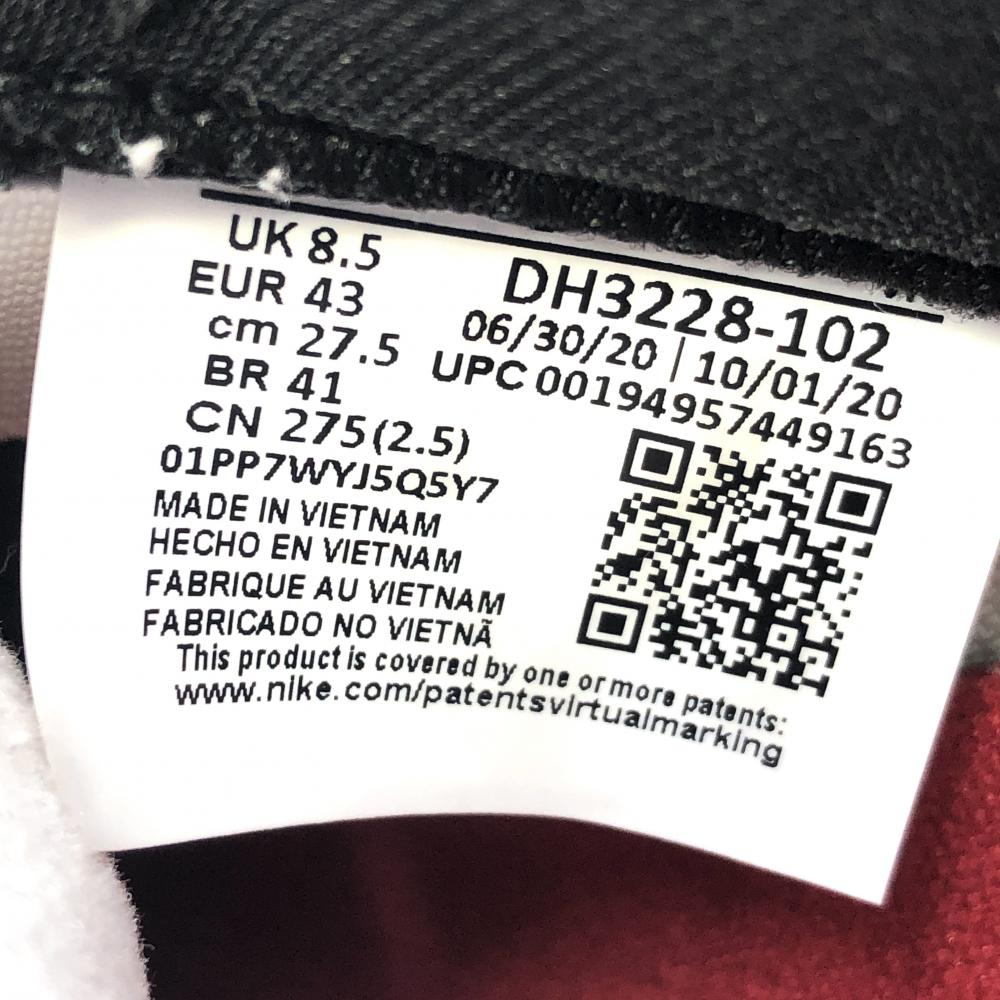 UK 8.5
EUR 43
cm 27.5
BR 41
CN 275(2.5)
01PP7WYJ5Q5Y7
DH3228-102
06/30/20 | 10/01/20
UPC 00194957449163
MADE IN VIETNAM
HECHO EN VIETNAM
FABRIQUE AU VIETNAM
FABRICADO NO VIETNÃ
This product is covered by one or more patents:
www.nike.com/patentsvirtualmarking